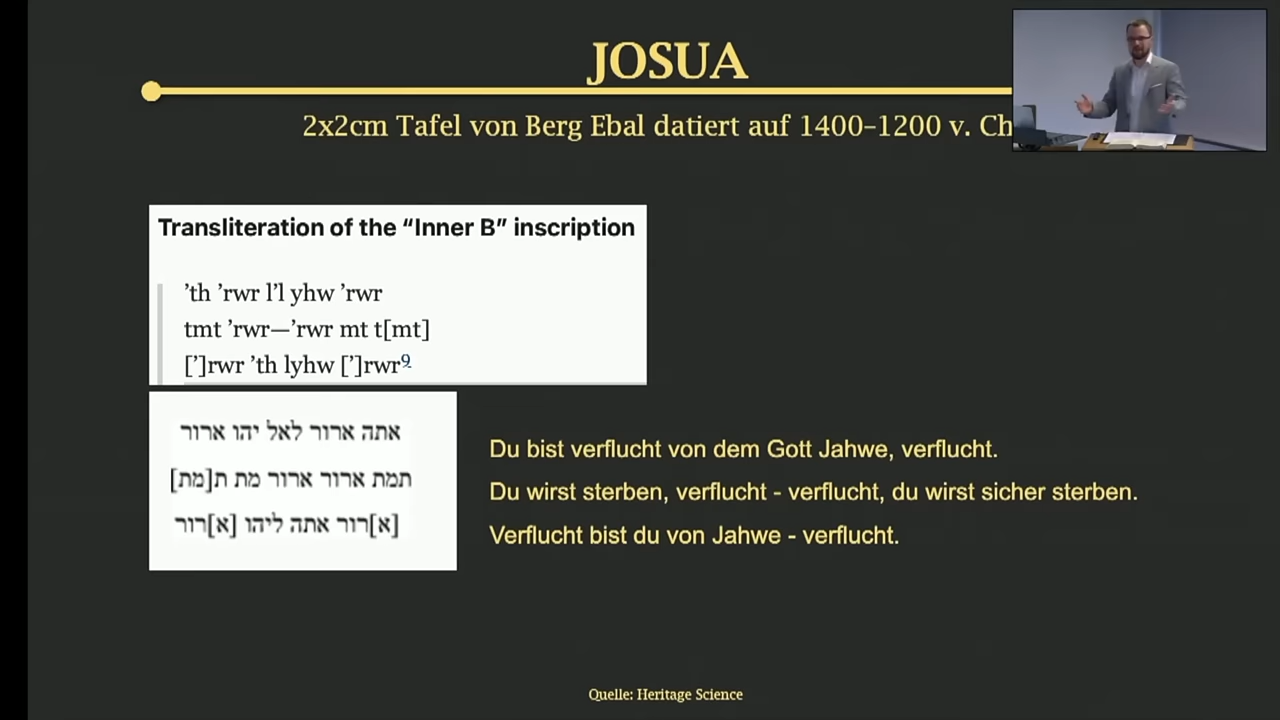 JOSUA
2x2cm Tafel von Berg Ebal datiert auf 1400–1200 v. Ch
Transliteration of the “Inner B” inscription
’th ’rwr l’l yhw ’rwr
tmt ’rwr—’rwr mt t[mt]
[’]rwr ’th lyhw [’]rwr9
אתה ארור לאל יהו ארור
תמת ארור ארור מת ת[מת]
[א]רור אתה ליהו [א]רור
Du bist verflucht von dem Gott Jahwe, verflucht.
Du wirst sterben, verflucht - verflucht, du wirst sicher sterben.
Verflucht bist du von Jahwe - verflucht.
Quelle: Heritage Science